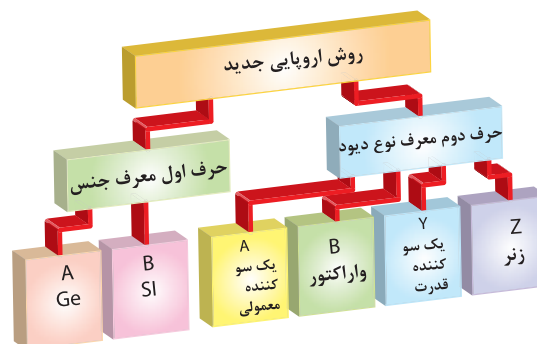 روش اروپایی جدید
حرف اول معرف جنس
حرف دوم معرف نوع دیود
A
Ge
B
SI
A
یک سو
کننده
معمولی
B
واراکتور
Y
یک سو
کننده
قدرت
Z
زنر